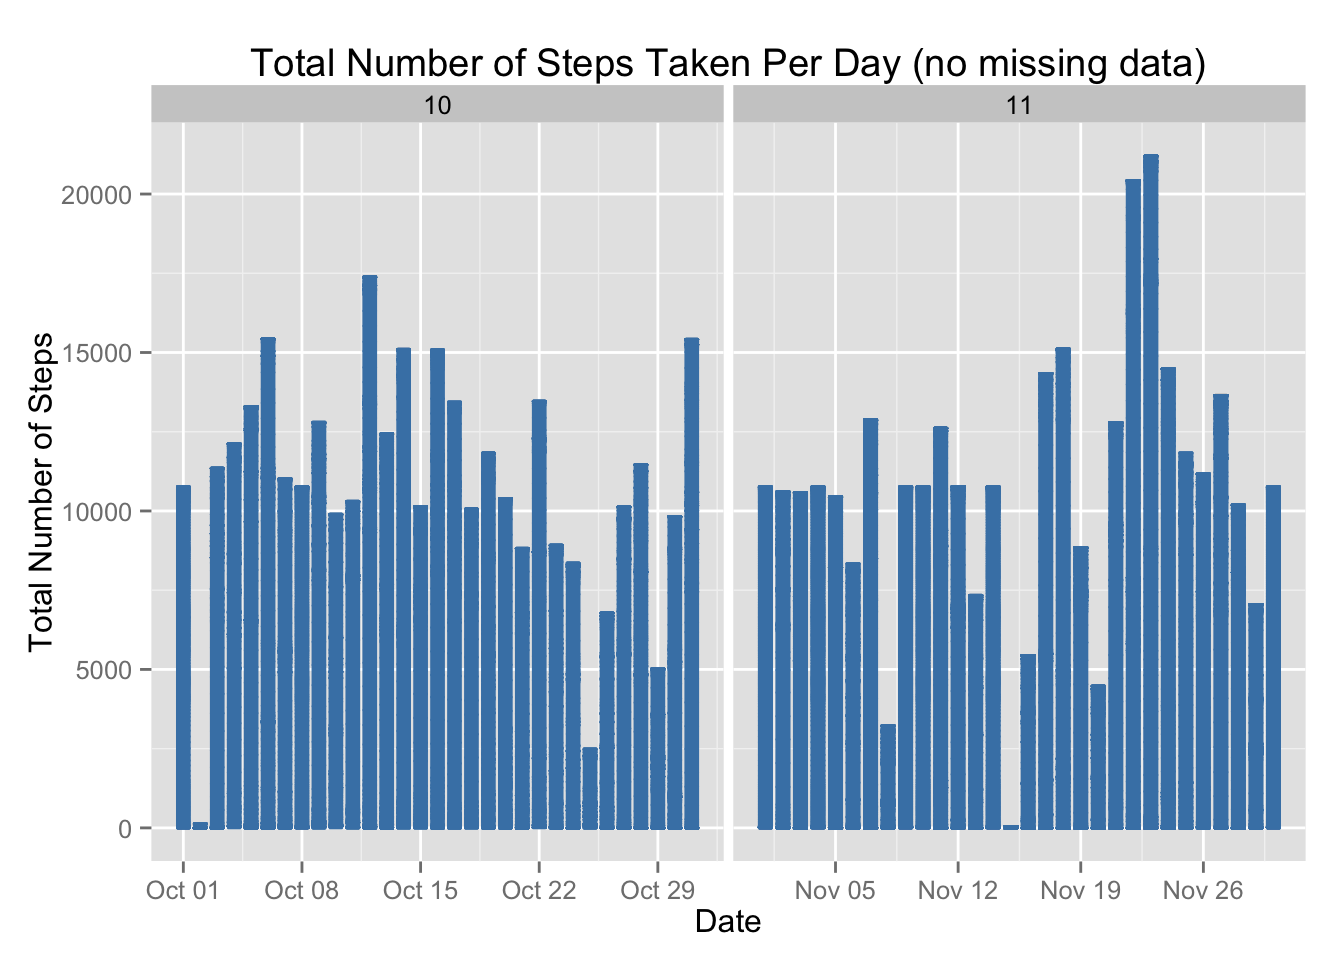 Total Number of Steps Taken Per Day (no missing data)
10 11
Total Number of Steps
20000
15000
10000
5000
0
Oct 01 Oct 08 Oct 15 Oct 22 Oct 29 Nov 05 Nov 12 Nov 19 Nov 26
Date